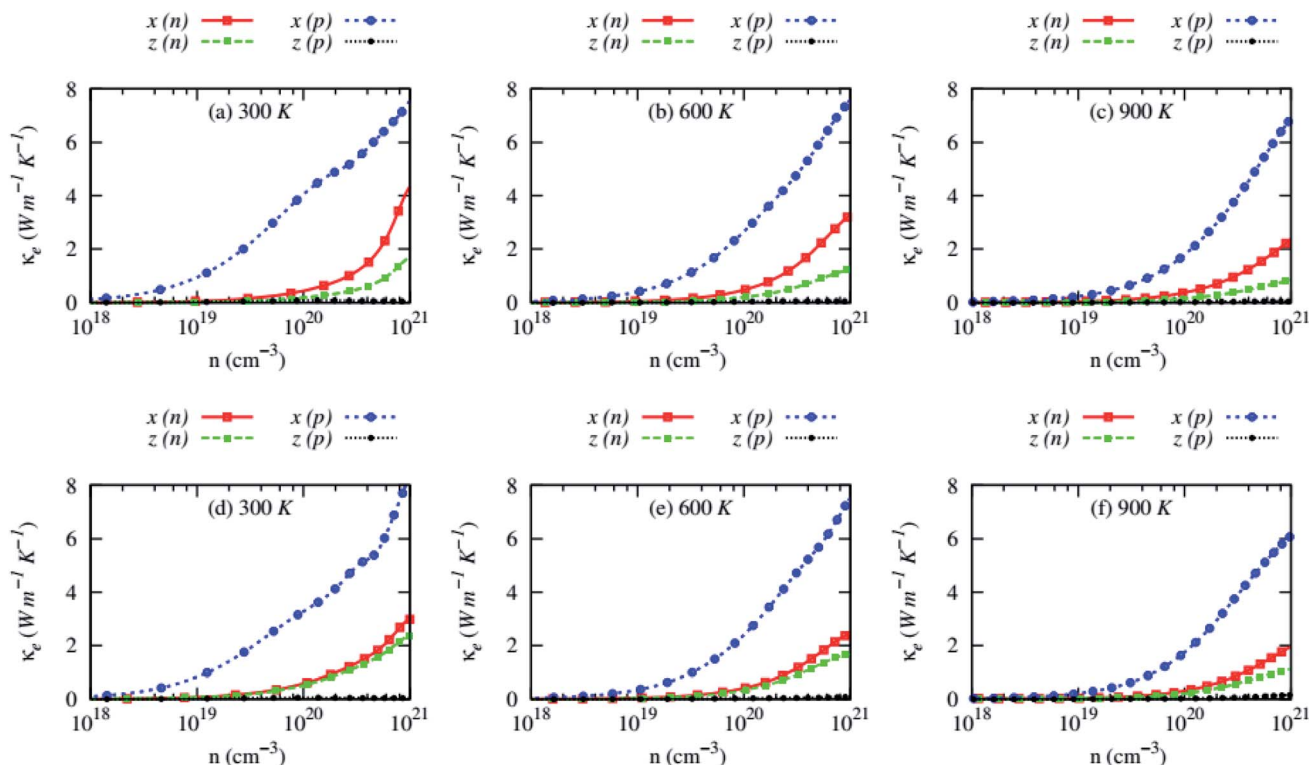 x (n) x (p) x (n) x (p) x (n) x (p)
z (n) z (p) z (n) z (p) z (n) z (p)
8 (a) 300 K 8 (b) 600 K 8 (c) 900 K
6 6 6
κe (W m−1 K−1) κe (W m−1 K−1) κe (W m−1 K−1)
4 4 4
2 2 2
0 0 0
10^18 10^19 10^20 10^21 10^18 10^19 10^20 10^21 10^18 10^19 10^20 10^21
n (cm−3) n (cm−3) n (cm−3)
x (n) x (p) x (n) x (p) x (n) x (p)
z (n) z (p) z (n) z (p) z (n) z (p)
8 (d) 300 K 8 (e) 600 K 8 (f) 900 K
6 6 6
κe (W m−1 K−1) κe (W m−1 K−1) κe (W m−1 K−1)
4 4 4
2 2 2
0 0 0
10^18 10^19 10^20 10^21 10^18 10^19 10^20 10^21 10^18 10^19 10^20 10^21
n (cm−3) n (cm−3) n (cm−3)